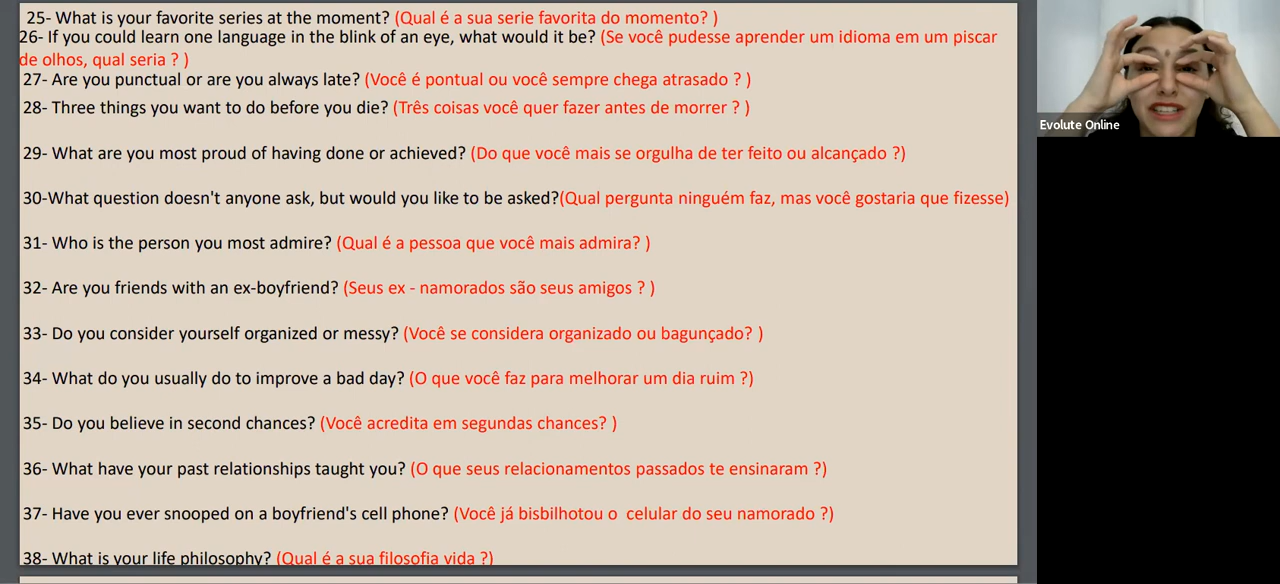 25- What is your favorite series at the moment? (Qual é a sua serie favorita do momento? )
26- If you could learn one language in the blink of an eye, what would it be? (Se você pudesse aprender um idioma em um piscar
de olhos, qual seria ? )
27- Are you punctual or are you always late? (Você é pontual ou você sempre chega atrasado ? )
28- Three things you want to do before you die? (Três coisas você quer fazer antes de morrer ? )
29- What are you most proud of having done or achieved? (Do que você mais se orgulha de ter feito ou alcançado ?)
30-What question doesn't anyone ask, but would you like to be asked?(Qual pergunta ninguém faz, mas você gostaria que fizesse)
31- Who is the person you most admire? (Qual é a pessoa que você mais admira? )
32- Are you friends with an ex-boyfriend? (Seus ex - namorados são seus amigos ? )
33- Do you consider yourself organized or messy? (Você se considera organizado ou bagunçado? )
34- What do you usually do to improve a bad day? (O que você faz para melhorar um dia ruim ?)
35- Do you believe in second chances? (Você acredita em segundas chances? )
36- What have your past relationships taught you? (O que seus relacionamentos passados te ensinaram ?)
37- Have you ever snooped on a boyfriend's cell phone? (Você já bisbilhotou o  celular do seu namorado ?)
38- What is your life philosophy? (Qual é a sua filosofia vida ?)
Evolute Online